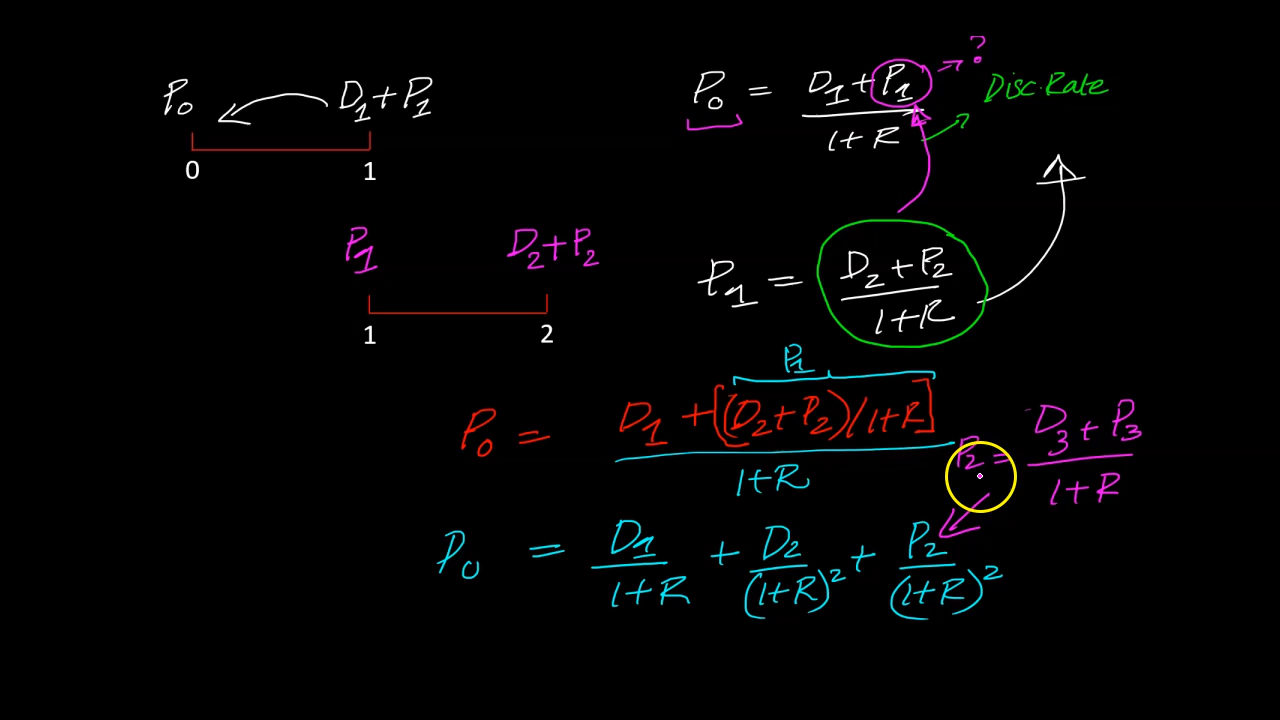 P₀ D₁+P₁
0 1
P₁ D₂+P₂
1 2
P₀ = (D₁+P₁)/(1+R) → ?
Disc. Rate
P₁ = (D₂+P₂)/(1+R)
P₁
P₀ = (D₁+[(D₂+P₂)/1+R])/(1+R)
P₂ = (D₃+P₃)/(1+R)
P₀ = D₁/(1+R) + D₂/(1+R)² + P₂/(1+R)²